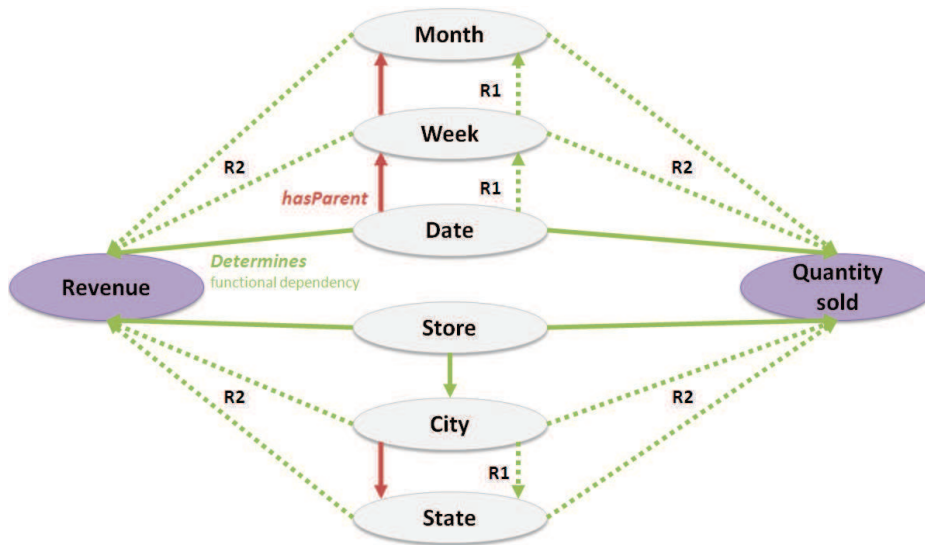 Month
R1
Week
R2
R2
R1
hasParent
Date
Determines
functional dependency
Revenue
Quantity
sold
Store
R2
R2
City
R1
State